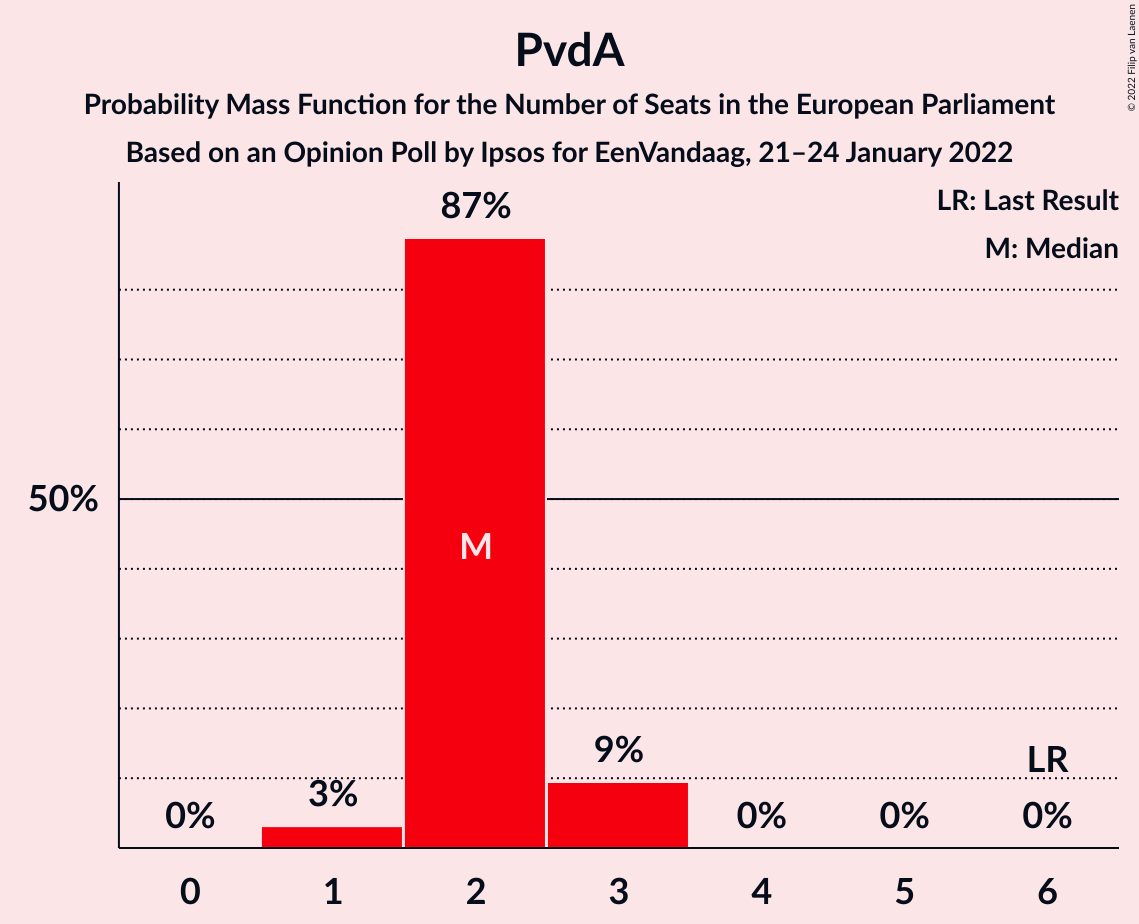 PvdA
Probability Mass Function for the Number of Seats in the European Parliament
Based on an Opinion Poll by Ipsos for EenVandaag, 21–24 January 2022
© 2022 Filip van Laenen
LR: Last Result
M: Median
87%
50%
M
9%
LR
3%
0%
0%
0%
0%
0 1 2 3 4 5 6